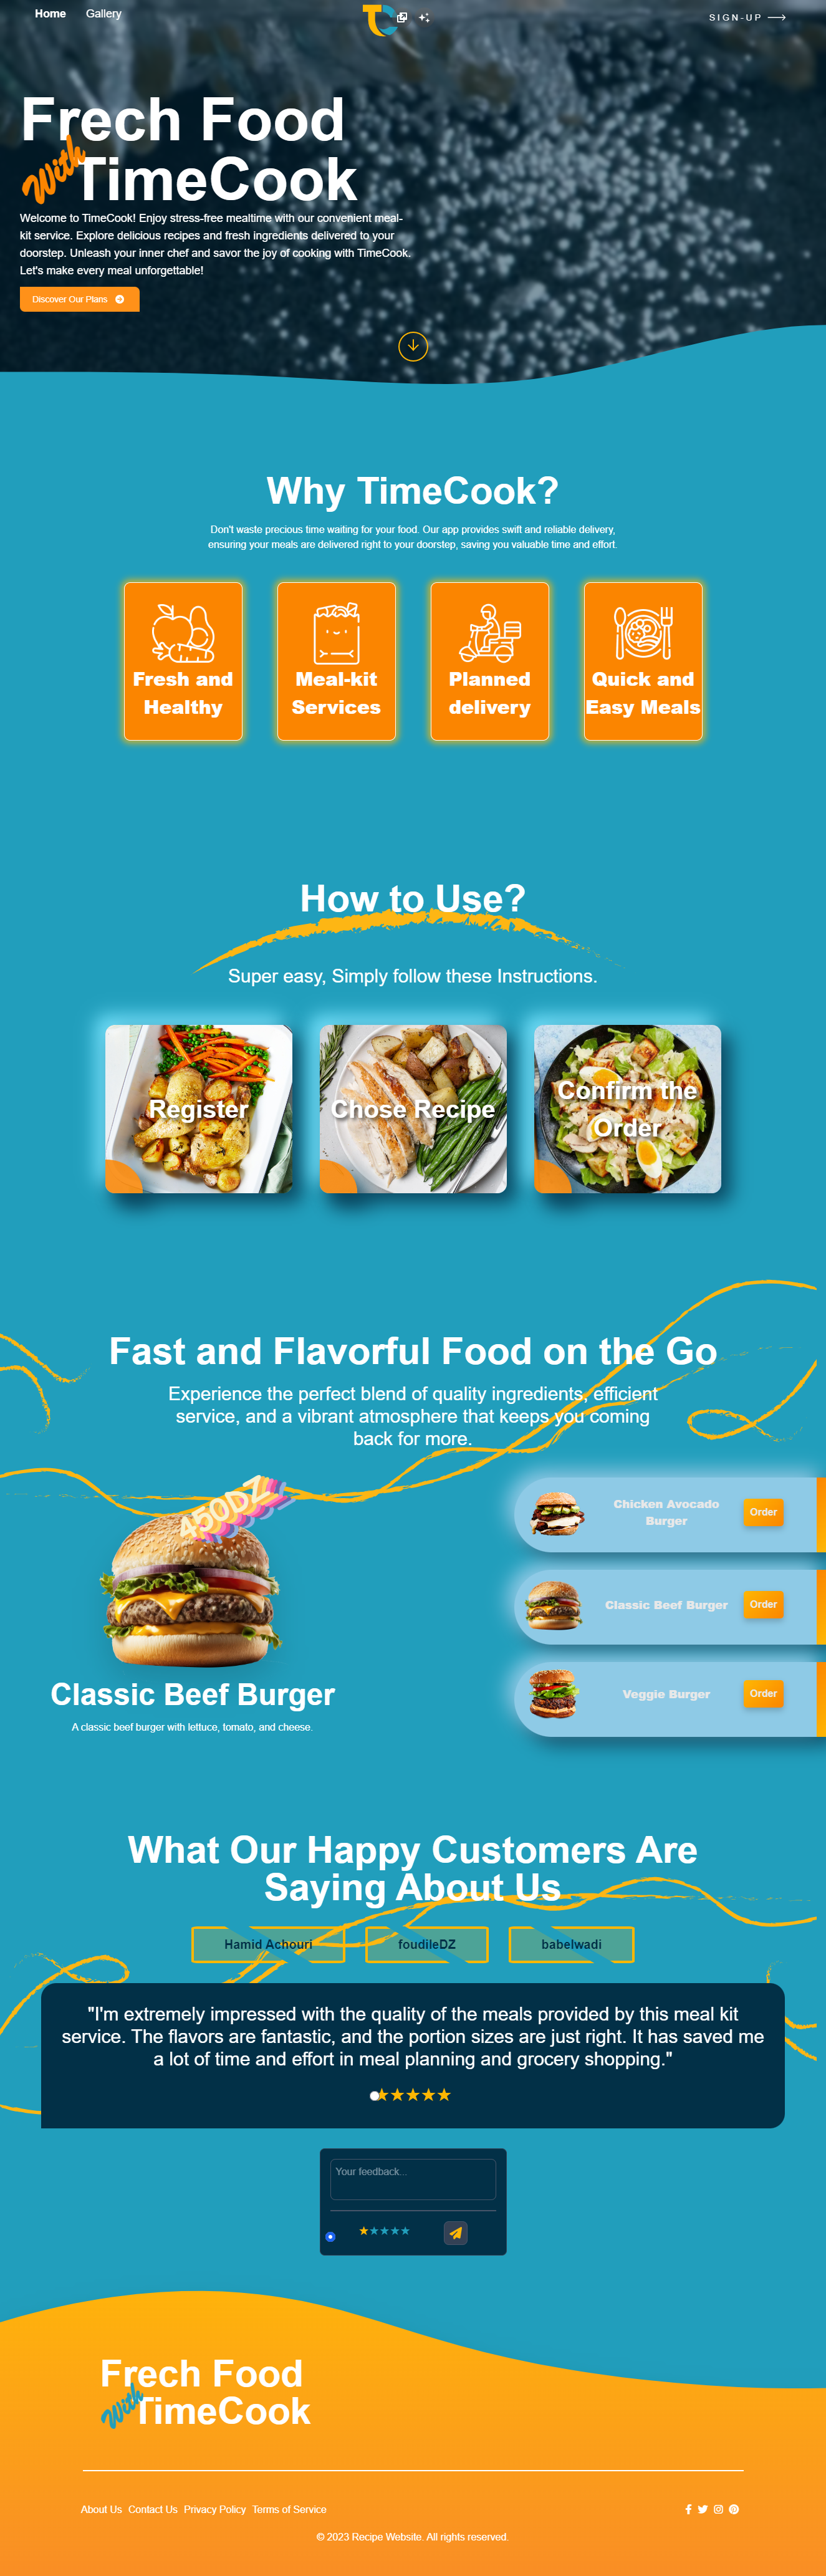 Home Gallery
TC
SIGN-UP
Frech Food
With
TimeCook
Welcome to TimeCook! Enjoy stress-free mealtime with our convenient meal-
kit service. Explore delicious recipes and fresh ingredients delivered to your
doorstep. Unleash your inner chef and savor the joy of cooking with TimeCook.
Let's make every meal unforgettable!
Discover Our Plans
Why TimeCook?
Don't waste precious time waiting for your food. Our app provides swift and reliable delivery,
ensuring your meals are delivered right to your doorstep, saving you valuable time and effort.
Fresh and
Healthy
Meal-kit
Services
Planned
delivery
Quick and
Easy Meals
How to Use?
Super easy, Simply follow these Instructions.
Register
Chose Recipe
Confirm the
Order
Fast and Flavorful Food on the Go
Experience the perfect blend of quality ingredients, efficient
service, and a vibrant atmosphere that keeps you coming
back for more.
450DZ
Classic Beef Burger
A classic beef burger with lettuce, tomato, and cheese.
Chicken Avocado
Burger
Order
Classic Beef Burger
Order
Veggie Burger
Order
What Our Happy Customers Are
Saying About Us
Hamid Achouri
foudileDZ
babelwadi
"I'm extremely impressed with the quality of the meals provided by this meal kit
service. The flavors are fantastic, and the portion sizes are just right. It has saved me
a lot of time and effort in meal planning and grocery shopping."
Your feedback...
Frech Food
With
TimeCook
About Us Contact Us Privacy Policy Terms of Service
© 2023 Recipe Website. All rights reserved.